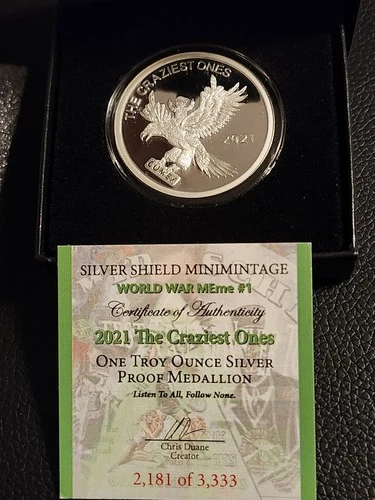 THE CRAZIEST ONES
2021
SILVER SHIELD MINIMINTAGE
WORLD WAR MEme #1
Certificate of Authenticity
2021 The Craziest Ones
ONE TROY OUNCE SILVER
PROOF MEDALLION
Listen To All, Follow None.
Chris Duane
Creator
2,181 of 3,333